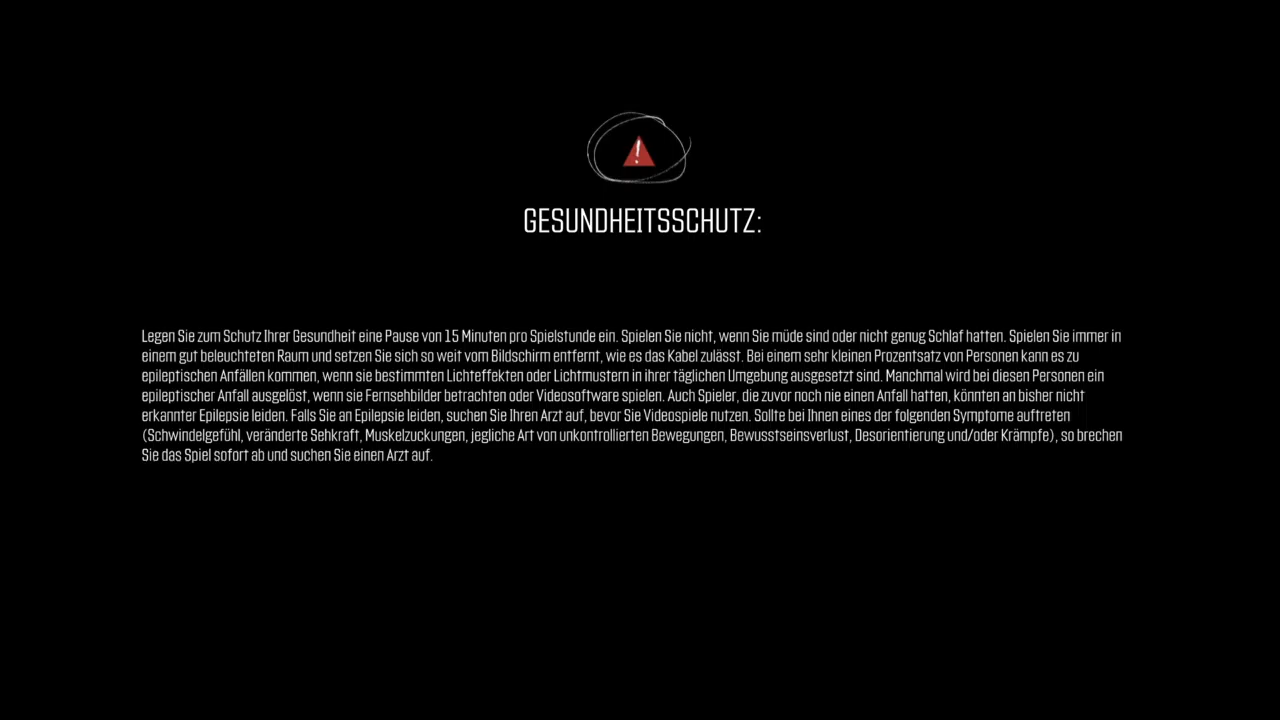 GESUNDHEITSSCHUTZ:
Legen Sie zum Schutz Ihrer Gesundheit eine Pause von 15 Minuten pro Spielstunde ein. Spielen Sie nicht, wenn Sie müde sind oder nicht genug Schlaf hatten. Spielen Sie immer in
einem gut beleuchteten Raum und setzen Sie sich so weit vom Bildschirm entfernt, wie es das Kabel zulässt. Bei einem sehr kleinen Prozentsatz von Personen kann es zu
epileptischen Anfällen kommen, wenn sie bestimmten Lichteffekten oder Lichtmustern in ihrer täglichen Umgebung ausgesetzt sind. Manchmal wird bei diesen Personen ein
epileptischer Anfall ausgelöst, wenn sie Fernsehbilder betrachten oder Videosoftware spielen. Auch Spieler, die zuvor noch nie einen Anfall hatten, könnten an bisher nicht
erkannter Epilepsie leiden. Falls Sie an Epilepsie leiden, suchen Sie Ihren Arzt auf, bevor Sie Videospiele nutzen. Sollte bei Ihnen eines der folgenden Symptome auftreten
(Schwindelgefühl, veränderte Sehkraft, Muskelzuckungen, jegliche Art von unkontrollierten Bewegungen, Bewusstseinsverlust, Desorientierung und/oder Krämpfe), so brechen
Sie das Spiel sofort ab und suchen Sie einen Arzt auf.